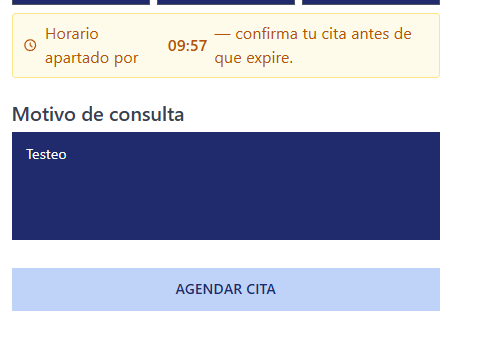 Horario apartado por 09:57 — confirma tu cita antes de que expire.
Motivo de consulta
Testeo
AGENDAR CITA